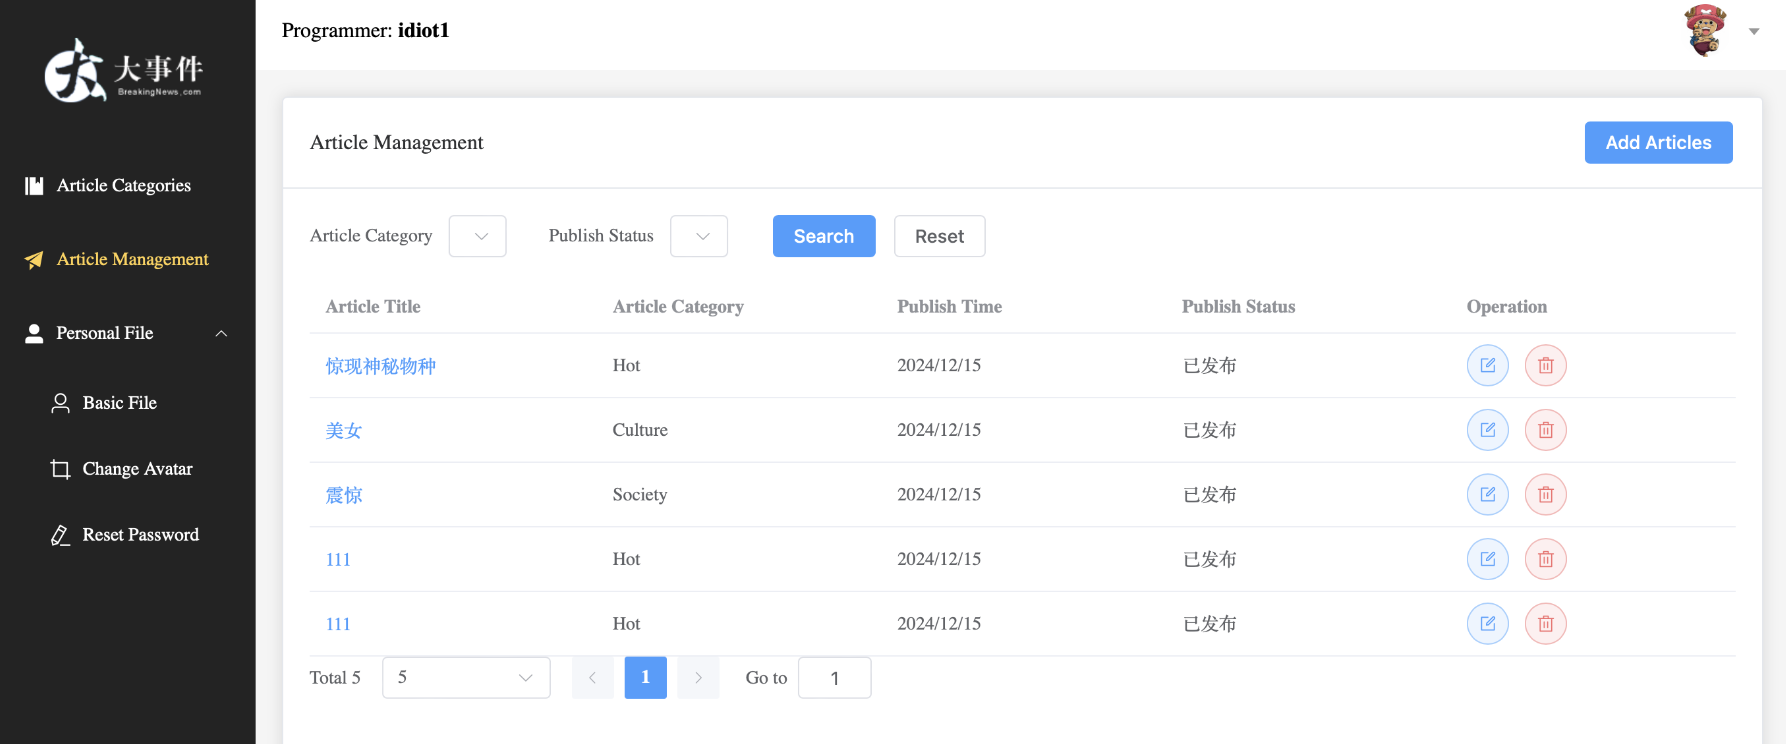 大事件
BreakingNews.com
Programmer: idiot1
Article Categories
Article Management
Personal File
Basic File
Change Avatar
Reset Password
Article Management
Add Articles
Article Category Publish Status Search Reset
Article Title Article Category Publish Time Publish Status Operation
惊现神秘物种 Hot 2024/12/15 已发布
美女 Culture 2024/12/15 已发布
震惊 Society 2024/12/15 已发布
111 Hot 2024/12/15 已发布
111 Hot 2024/12/15 已发布
Total 5 5 1 Go to 1